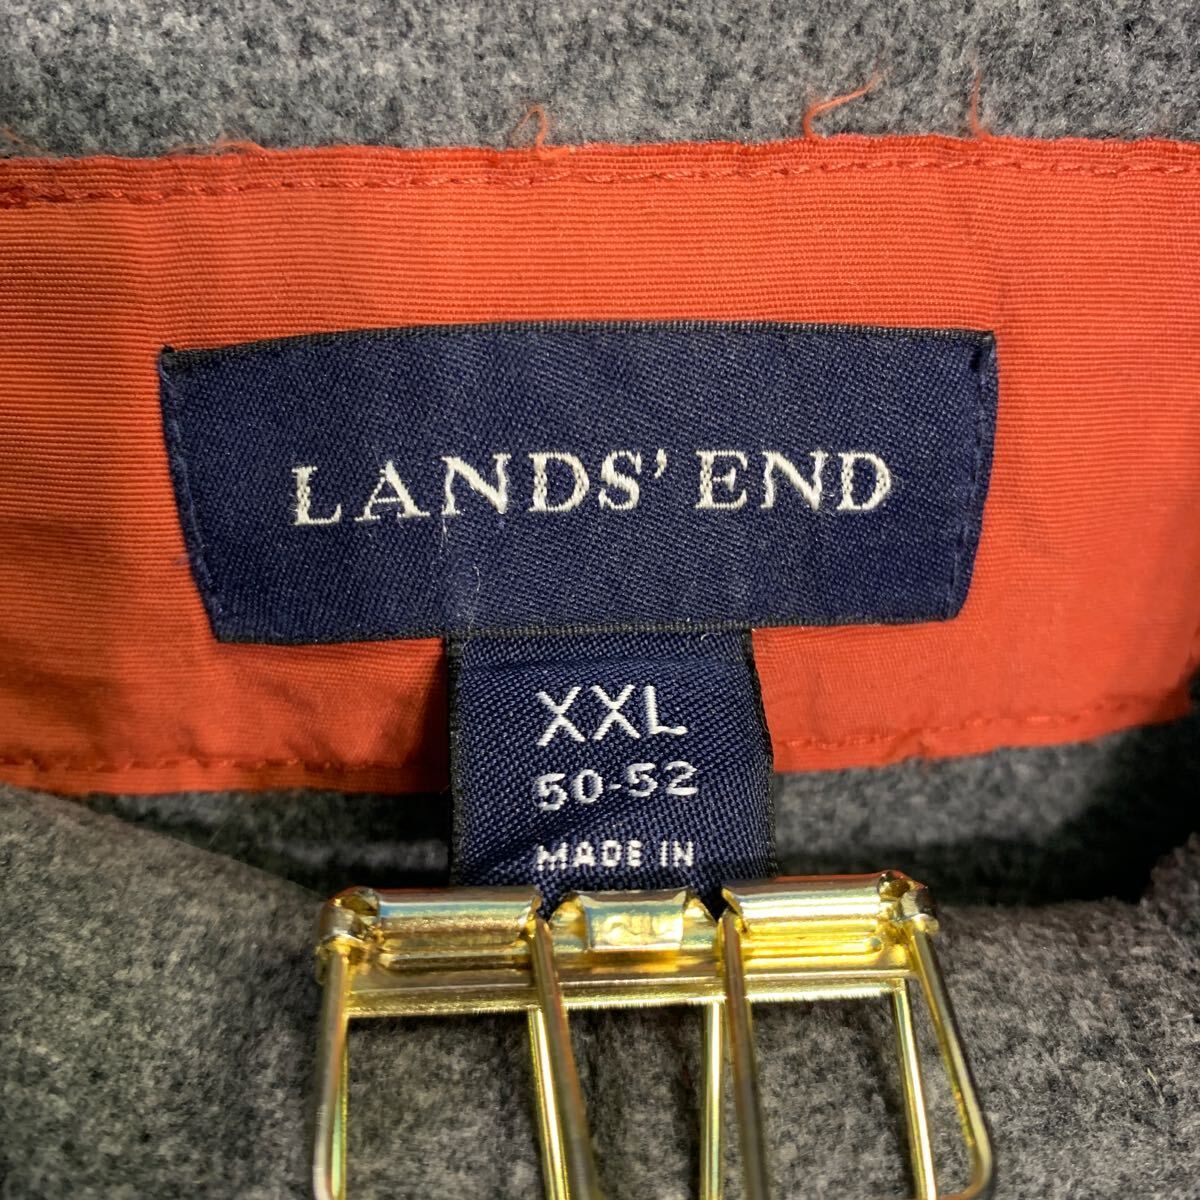 LANDS' END
XXL
50-52
MADE IN